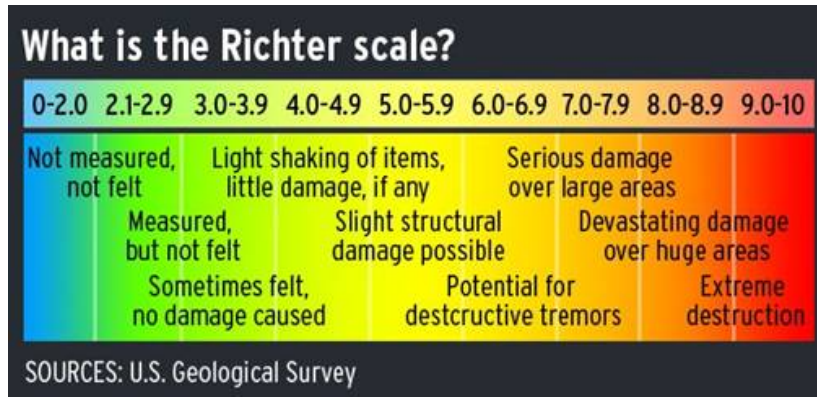 What is the Richter scale?
0-2.0 2.1-2.9 3.0-3.9 4.0-4.9 5.0-5.9 6.0-6.9 7.0-7.9 8.0-8.9 9.0-10
Not measured,
not felt
Measured,
but not felt
Sometimes felt,
no damage caused
Light shaking of items,
little damage, if any
Slight structural
damage possible
Potential for
destcructive tremors
Serious damage
over large areas
Devastating damage
over huge areas
Extreme
destruction
SOURCES: U.S. Geological Survey